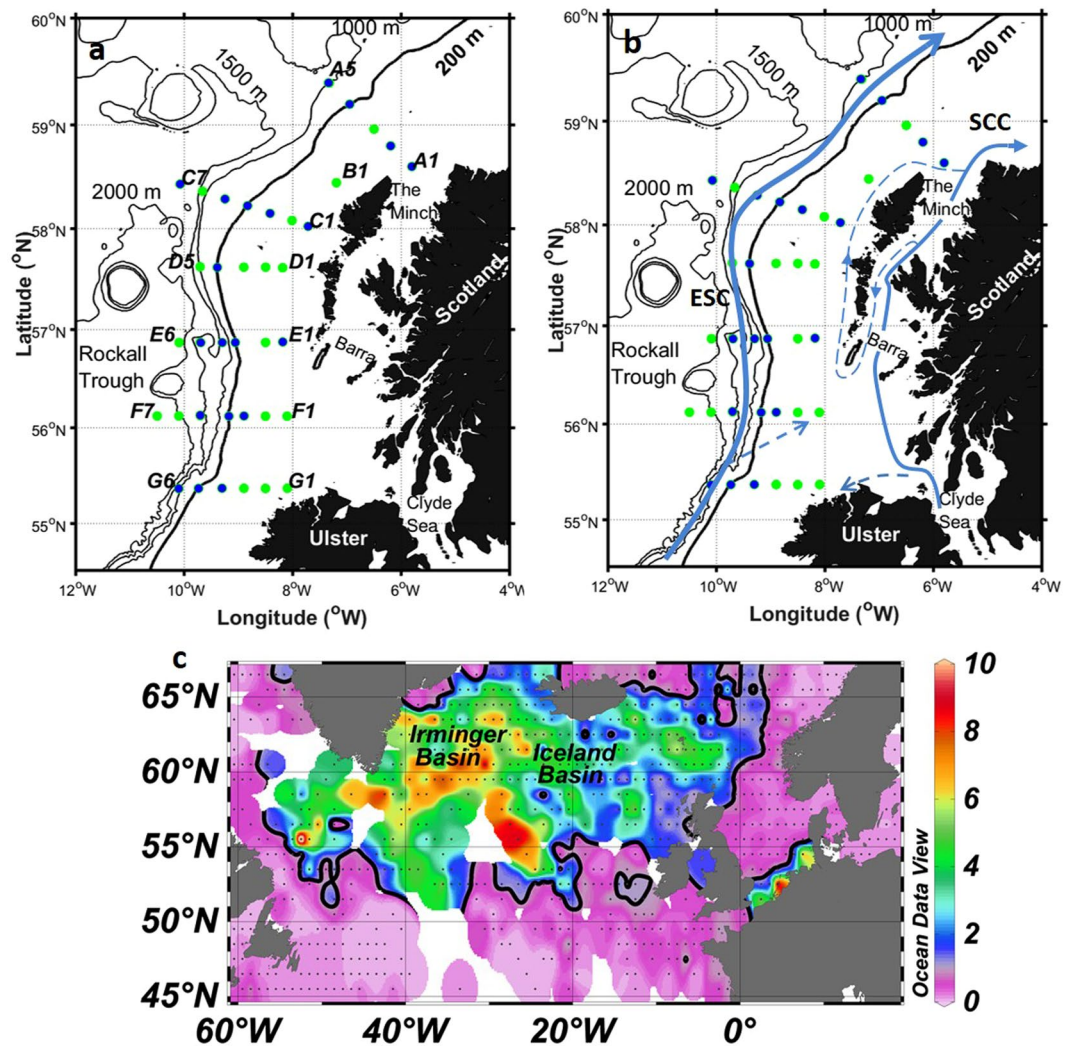 a
60°N
59°N
58°N
57°N
56°N
55°N
12°W
10°W
8°W
6°W
4°W
Latitude (°N)
Longitude (°W)
1000 m
1500 m
200 m
2000 m
A5
A1
B1
C7
C1
D5
D1
E6
E1
F7
F1
G6
G1
The
Minch
Scotland
Barra
Rockall
Trough
Clyde
Sea
Ulster
b
60°N
59°N
58°N
57°N
56°N
55°N
12°W
10°W
8°W
6°W
4°W
Latitude (°N)
Longitude (°W)
1000 m
1500 m
200 m
2000 m
SCC
ESC
The
Minch
Scotland
Barra
Rockall
Trough
Clyde
Sea
Ulster
c
65°N
60°N
55°N
50°N
45°N
60°W
40°W
20°W
0°
Irminger
Basin
Iceland
Basin
Ocean Data View
10
8
6
4
2
0